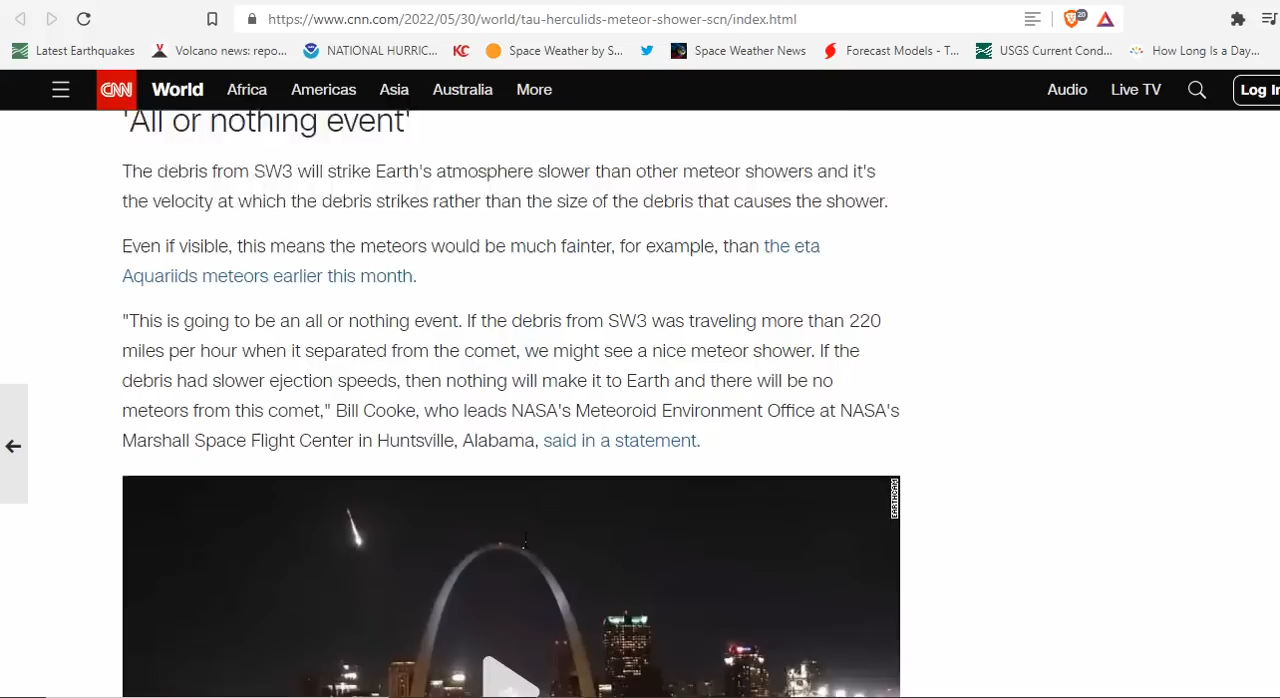 https://www.cnn.com/2022/05/30/world/tau-herculids-meteor-shower-scn/index.html
20
Latest Earthquakes
Volcano news: repo...
NATIONAL HURRIC...
KC
Space Weather by S...
Space Weather News
Forecast Models - T...
USGS Current Cond...
How Long Is a Day...
CNN World Africa Americas Asia Australia More Audio Live TV Log In
'All or nothing event'
The debris from SW3 will strike Earth's atmosphere slower than other meteor showers and it's
the velocity at which the debris strikes rather than the size of the debris that causes the shower.
Even if visible, this means the meteors would be much fainter, for example, than the eta
Aquariids meteors earlier this month.
"This is going to be an all or nothing event. If the debris from SW3 was traveling more than 220
miles per hour when it separated from the comet, we might see a nice meteor shower. If the
debris had slower ejection speeds, then nothing will make it to Earth and there will be no
meteors from this comet," Bill Cooke, who leads NASA's Meteoroid Environment Office at NASA's
Marshall Space Flight Center in Huntsville, Alabama, said in a statement.
EARTHCAM